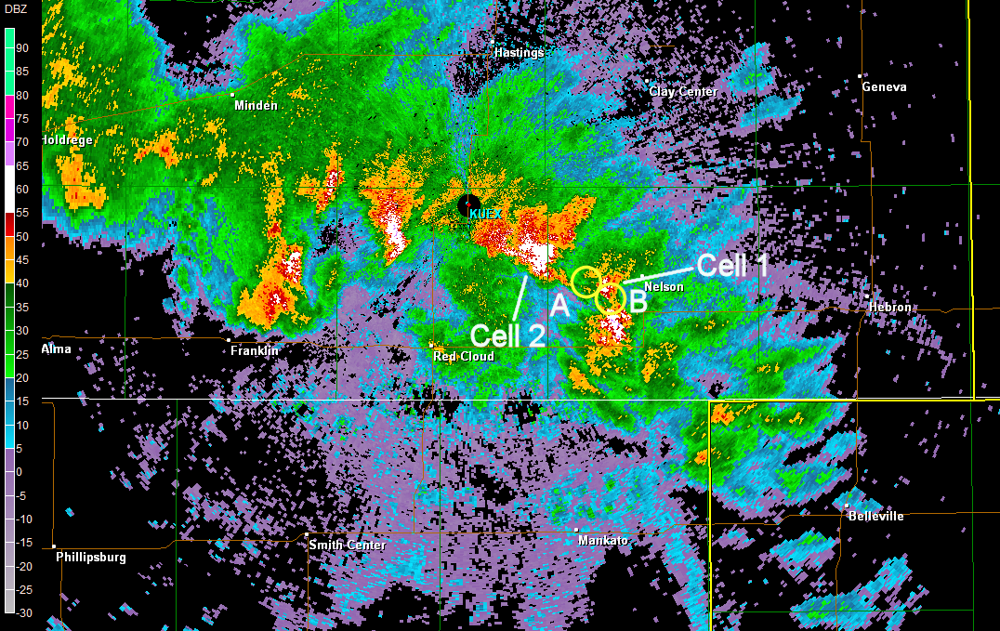 DBZ
90
85
80
75
70
65
60
55
50
45
40
35
30
25
20
15
10
5
0
-5
-10
-15
-20
-25
-30
Hastings
Geneva
Clay Center
Minden
Holdrege
KUEX
Cell 1
Nelson
A
B
Hebron
Cell 2
Alma
Franklin
Red Cloud
Belleville
Mankato
Smith Center
Phillipsburg